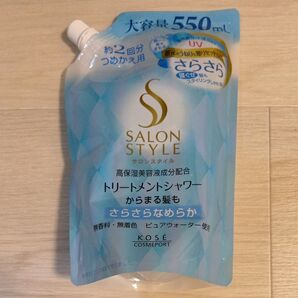 大容量550mL
約2回分
つめかえ用
UV
さらさら
SALON
STYLE
サロンスタイル
高保湿美容液成分配合
トリートメントシャワー
からまる髪も
さらさらなめらか
無香料・無着色 ピュアウォーター使用
KOSÉ
COSMEPORT